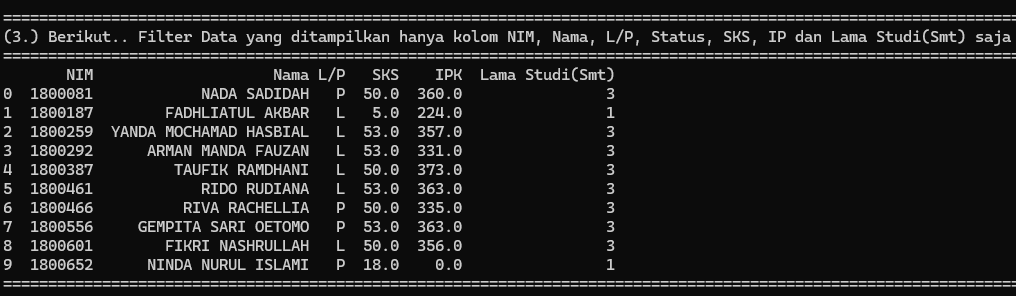 (3.) Berikut.. Filter Data yang ditampilkan hanya kolom NIM, Nama, L/P, Status, SKS, IP dan Lama Studi(Smt) saja
NIM Nama L/P SKS IPK Lama Studi(Smt)
0 1800081 NADA SADIDAH P 50.0 360.0 3
1 1800187 FADHLIATUL AKBAR L 5.0 224.0 1
2 1800259 YANDA MOCHAMAD HASBIAL L 53.0 357.0 3
3 1800292 ARMAN MANDA FAUZAN L 53.0 331.0 3
4 1800387 TAUFIK RAMDHANI L 50.0 373.0 3
5 1800461 RIDO RUDIANA L 53.0 363.0 3
6 1800466 RIVA RACHELLIA P 50.0 335.0 3
7 1800556 GEMPITA SARI OETOMO P 53.0 363.0 3
8 1800601 FIKRI NASHRULLAH L 50.0 356.0 3
9 1800652 NINDA NURUL ISLAMI P 18.0 0.0 1